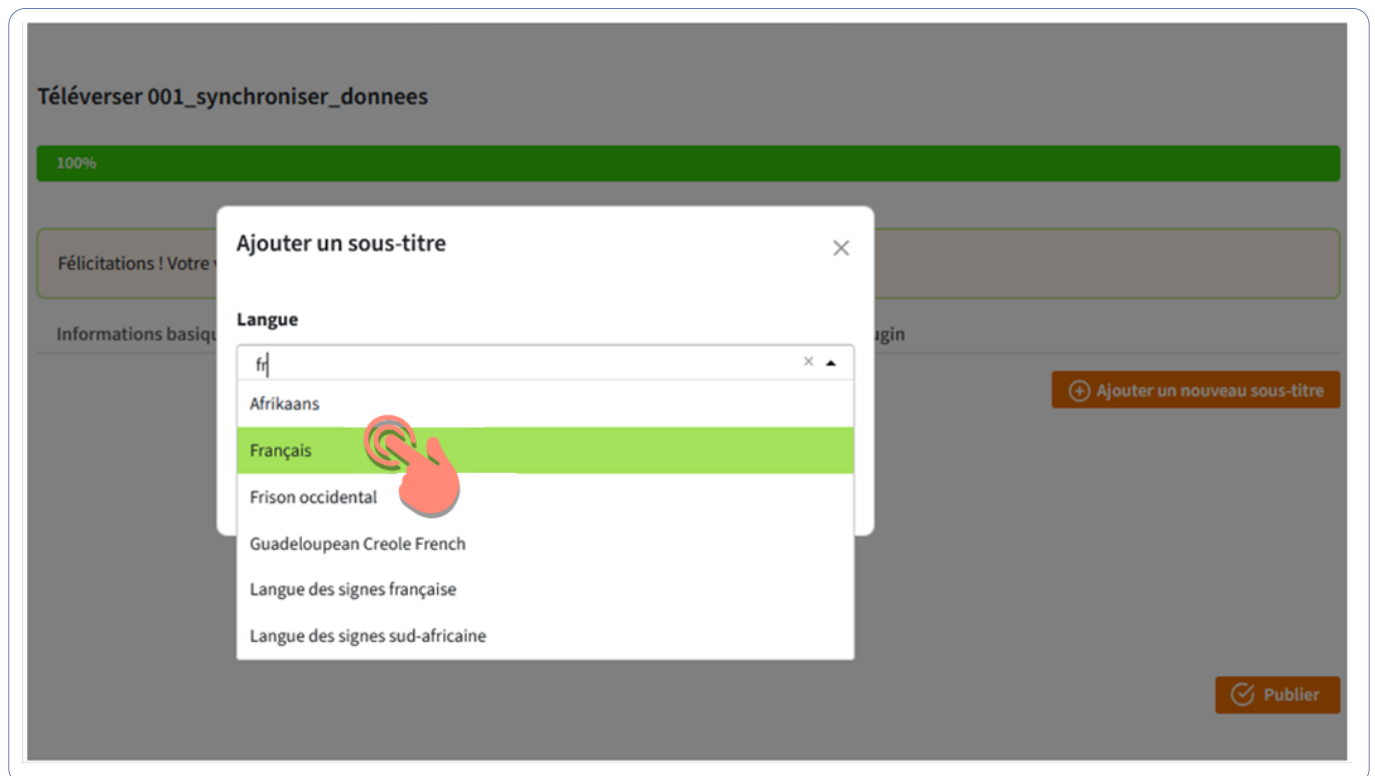 Téléverser 001_synchroniser_donnees
100%
Félicitations ! Votre
Informations basiqu
ugin
Ajouter un sous-titre
Langue
fr
Afrikaans
Français
Frison occidental
Guadeloupean Creole French
Langue des signes française
Langue des signes sud-africaine
Ajouter un nouveau sous-titre
Publier